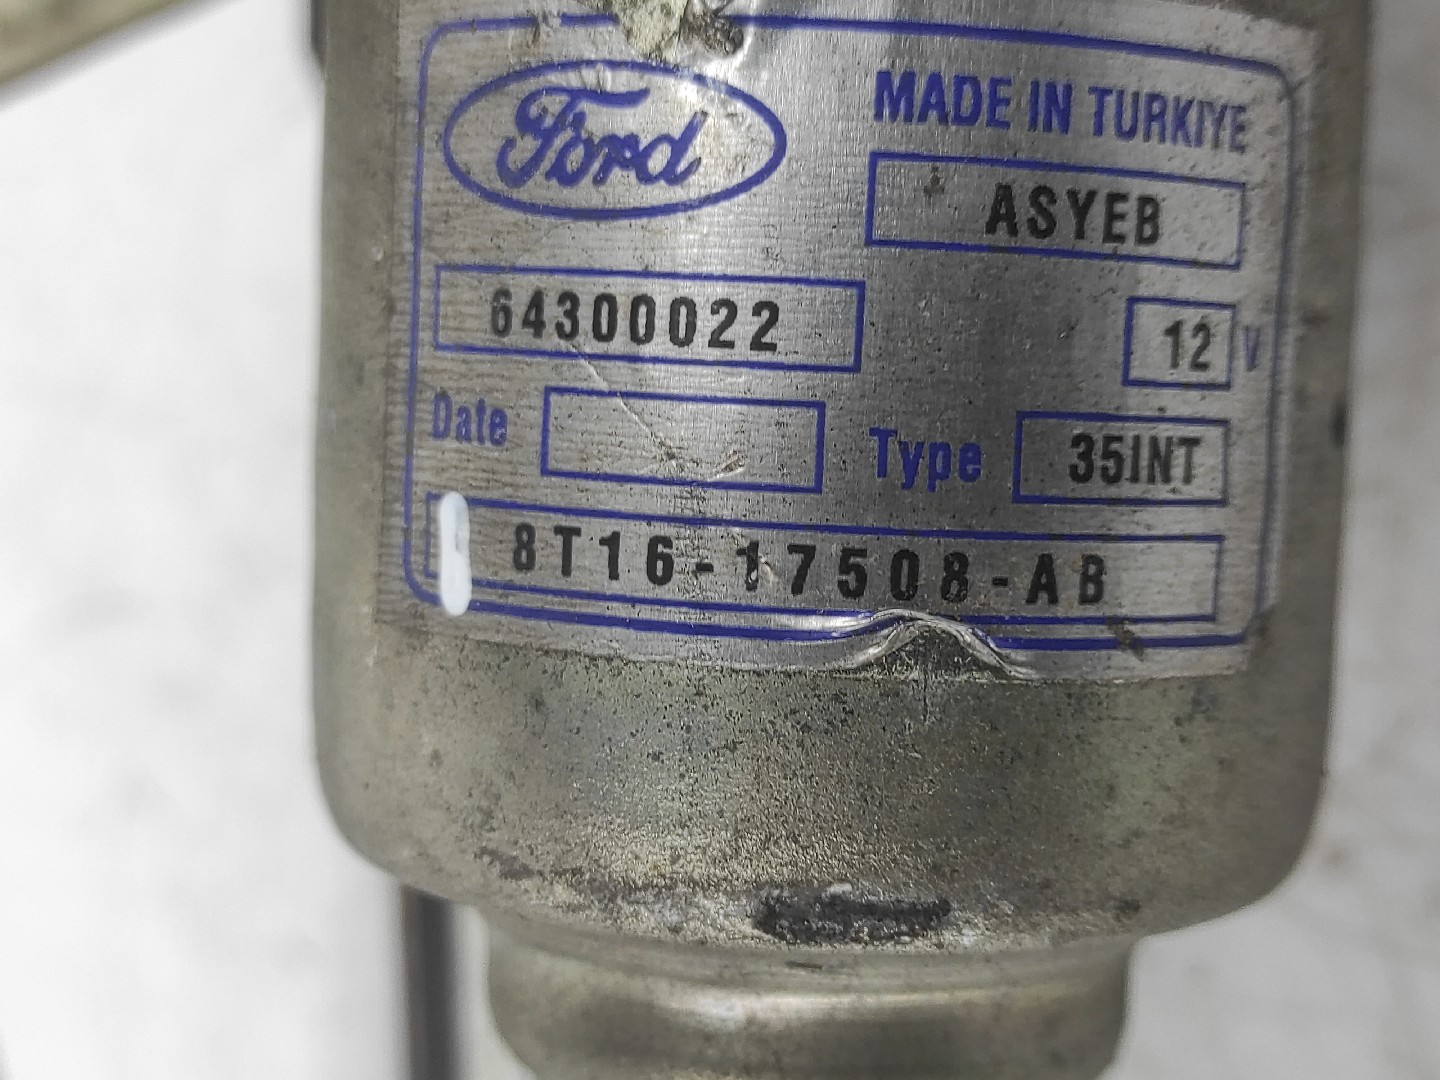 Ford
MADE IN TURKIYE
ASYEB
64300022
12 V
Date
Type 35INT
8T16-17508-AB